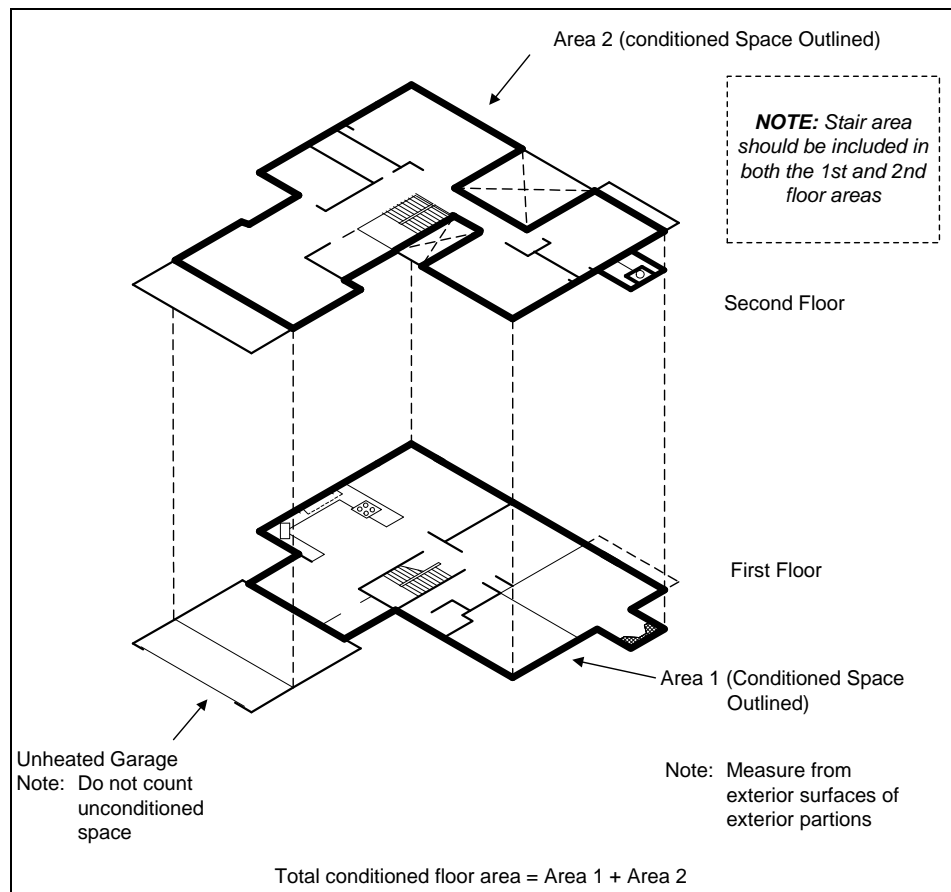 Area 2 (conditioned Space Outlined)
NOTE: Stair area
should be included in
both the 1st and 2nd
floor areas
Second Floor
First Floor
Area 1 (Conditioned Space
Outlined)
Unheated Garage
Note: Do not count
unconditioned
space
Note: Measure from
exterior surfaces of
exterior partions
Total conditioned floor area = Area 1 + Area 2